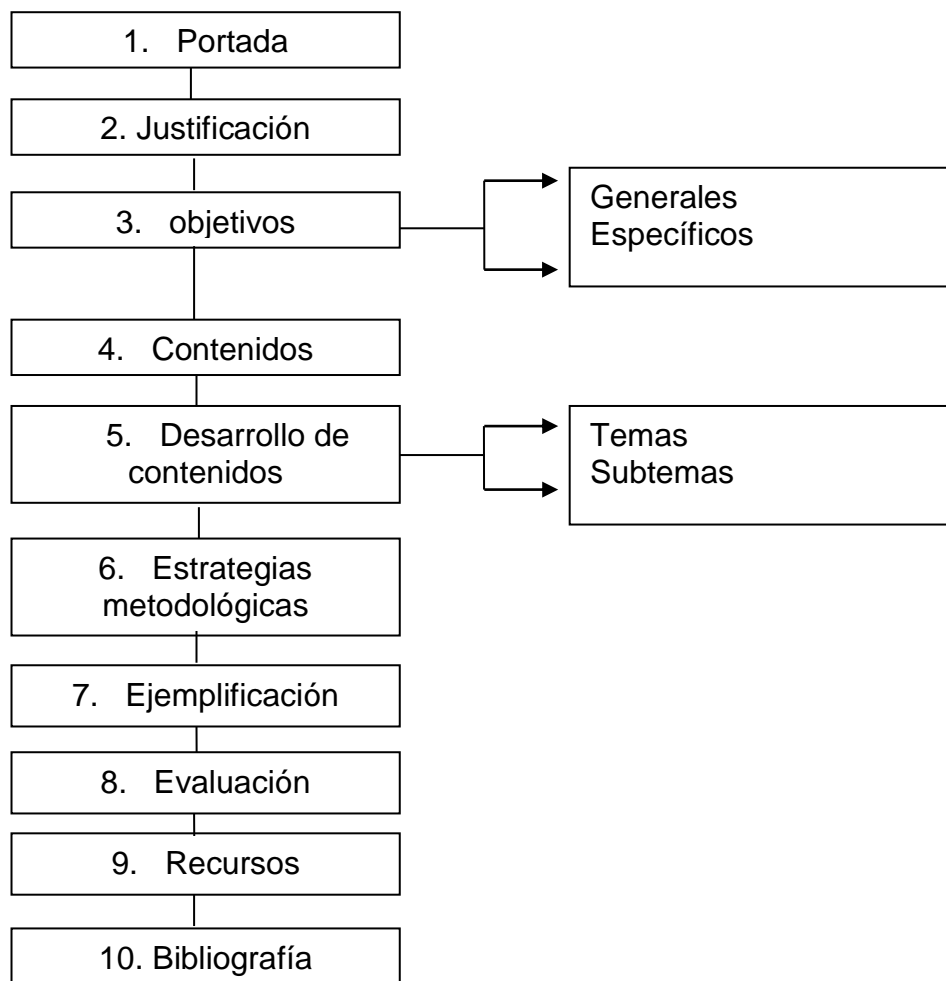 1. Portada
2. Justificación
3. objetivos
Generales
Específicos
4. Contenidos
5. Desarrollo de
contenidos
Temas
Subtemas
6. Estrategias
metodológicas
7. Ejemplificación
8. Evaluación
9. Recursos
10. Bibliografía